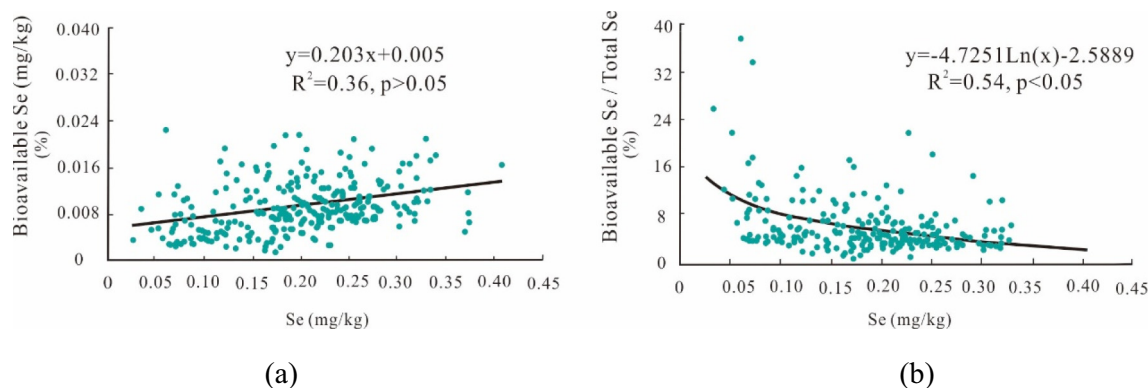 Bioavailable Se (mg/kg)
(%)
0.040
0.032
0.024
0.016
0.008
0
y=0.203x+0.005
R²=0.36, p>0.05
0 0.05 0.10 0.15 0.20 0.25 0.30 0.35 0.40 0.45
Se (mg/kg)
(a)
Bioavailable Se / Total Se
(%)
40
32
24
16
8
0
y=-4.7251Ln(x)-2.5889
R²=0.54, p<0.05
0 0.05 0.10 0.15 0.20 0.25 0.30 0.35 0.40 0.45
Se (mg/kg)
(b)